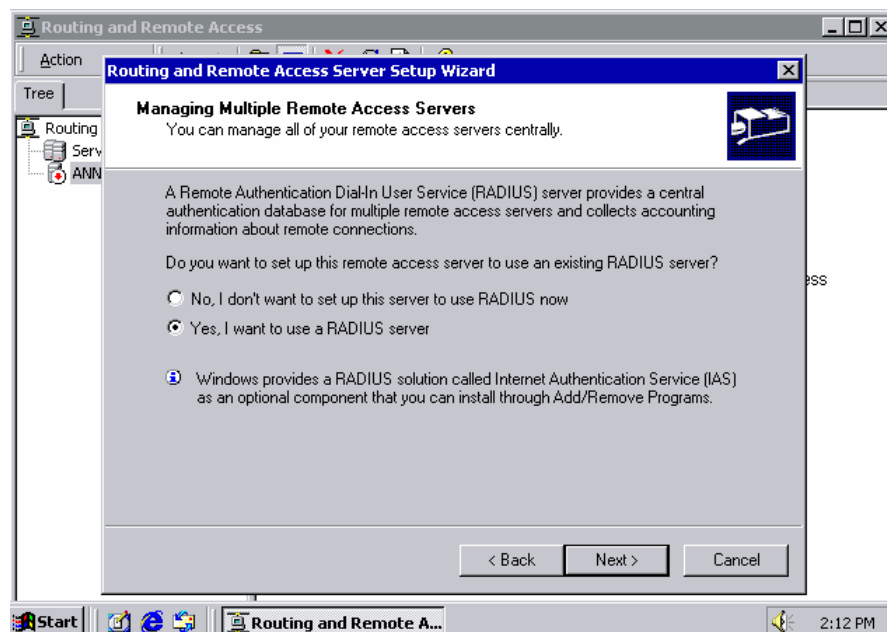 Routing and Remote Access
Action
Tree
Routing
Serv
ANN
Routing and Remote Access Server Setup Wizard
Managing Multiple Remote Access Servers
You can manage all of your remote access servers centrally.
A Remote Authentication Dial-In User Service (RADIUS) server provides a central
authentication database for multiple remote access servers and collects accounting
information about remote connections.
Do you want to set up this remote access server to use an existing RADIUS server?
No, I don't want to set up this server to use RADIUS now
Yes, I want to use a RADIUS server
Windows provides a RADIUS solution called Internet Authentication Service (IAS)
as an optional component that you can install through Add/Remove Programs.
ess
< Back
Next >
Cancel
Start
Routing and Remote A...
2:12 PM